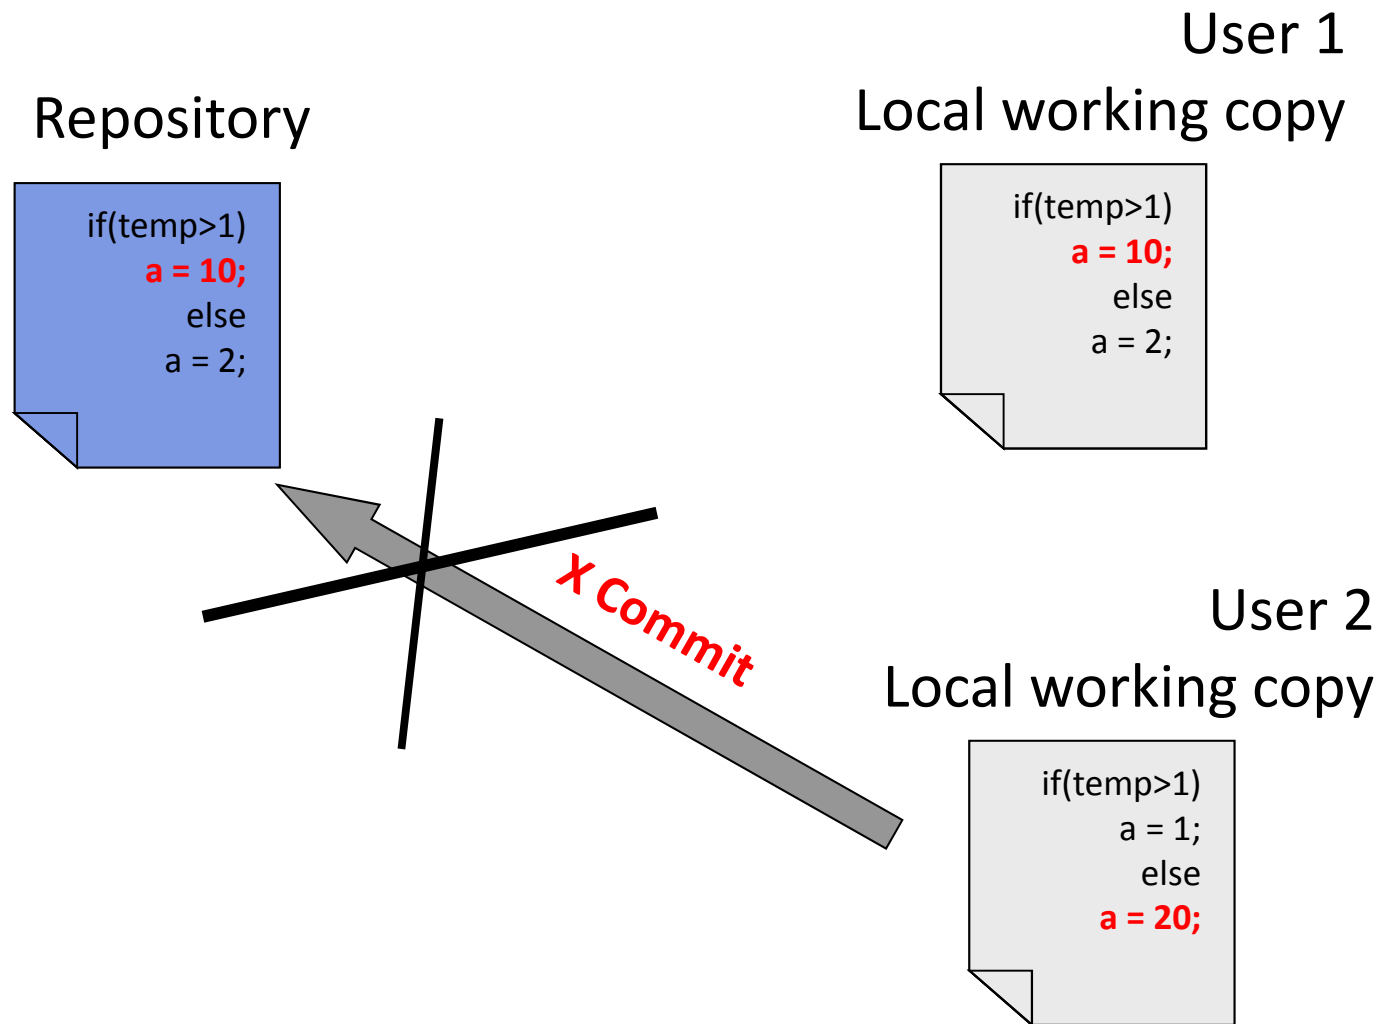 Repository
if(temp>1)
a = 10;
else
a = 2;
User 1
Local working copy
if(temp>1)
a = 10;
else
a = 2;
X Commit
User 2
Local working copy
if(temp>1)
a = 1;
else
a = 20;